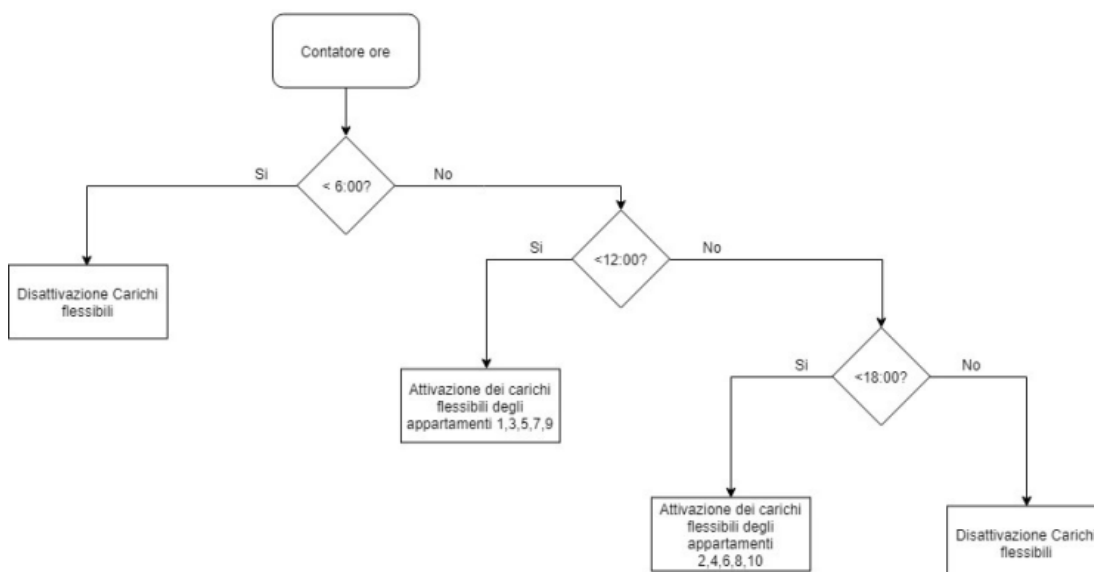 Contatore ore
Si
< 6:00?
No
Disattivazione Carichi
flessibili
Si
<12:00?
No
Attivazione dei carichi
flessibili degli
appartamenti 1,3,5,7,9
Si
<18:00?
No
Attivazione dei carichi
flessibili degli
appartamenti
2,4,6,8,10
Disattivazione Carichi
flessibili